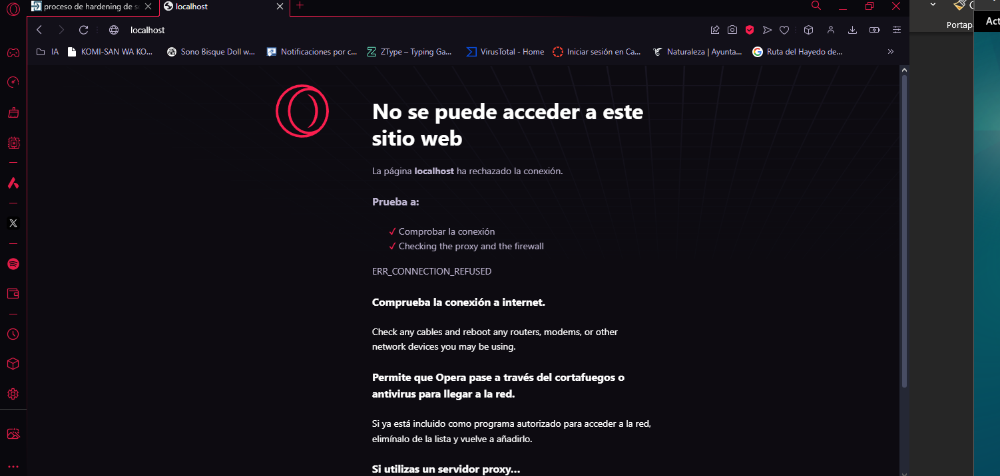 proceso de hardening de se
localhost
Portap
Act
localhost
IA
KOMI-SAN WA KO...
Sono Bisque Doll w...
Notificaciones por c...
ZType – Typing Ga...
VirusTotal - Home
Iniciar sesión en Ca...
Naturaleza | Ayunta...
Ruta del Hayedo de...
No se puede acceder a este
sitio web
La página localhost ha rechazado la conexión.
Prueba a:
Comprobar la conexión
Checking the proxy and the firewall
ERR_CONNECTION_REFUSED
Comprueba la conexión a internet.
Check any cables and reboot any routers, modems, or other
network devices you may be using.
Permite que Opera pase a través del cortafuegos o
antivirus para llegar a la red.
Si ya está incluido como programa autorizado para acceder a la red,
elimínalo de la lista y vuelve a añadirlo.
Si utilizas un servidor proxy...